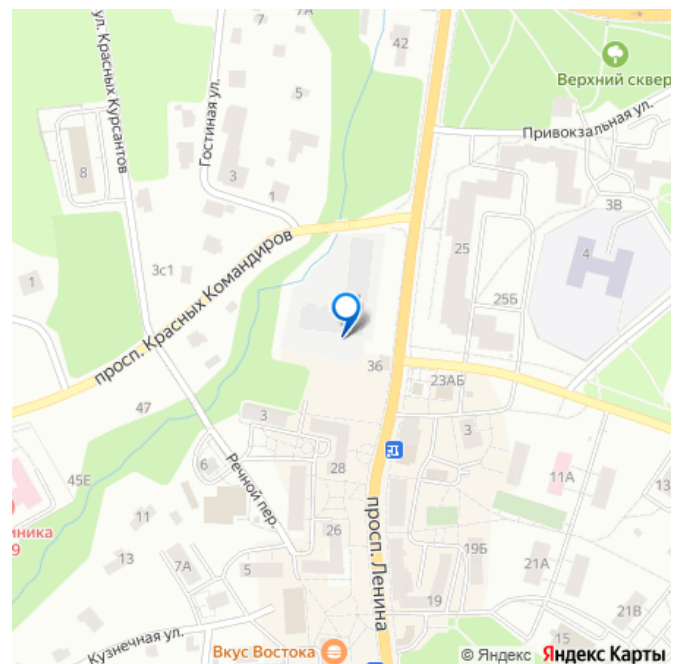 7
7А
42
ул. Красных Курсантов
Гостиная ул.
5
Верхний сквер
Привокзальная ул.
8
3
1
3В
25
4
просп. Красных Командиров
3с1
1
25Б
36
23АБ
47
3
3
28
45Е
6
Речной пер.
11А
13
иника
9
11
просп. Ленина
26
13
7А
5
19Б
21А
19
21В
Кузнечная ул.
15
Вкус Востока
© Яндекс Яндекс Карты